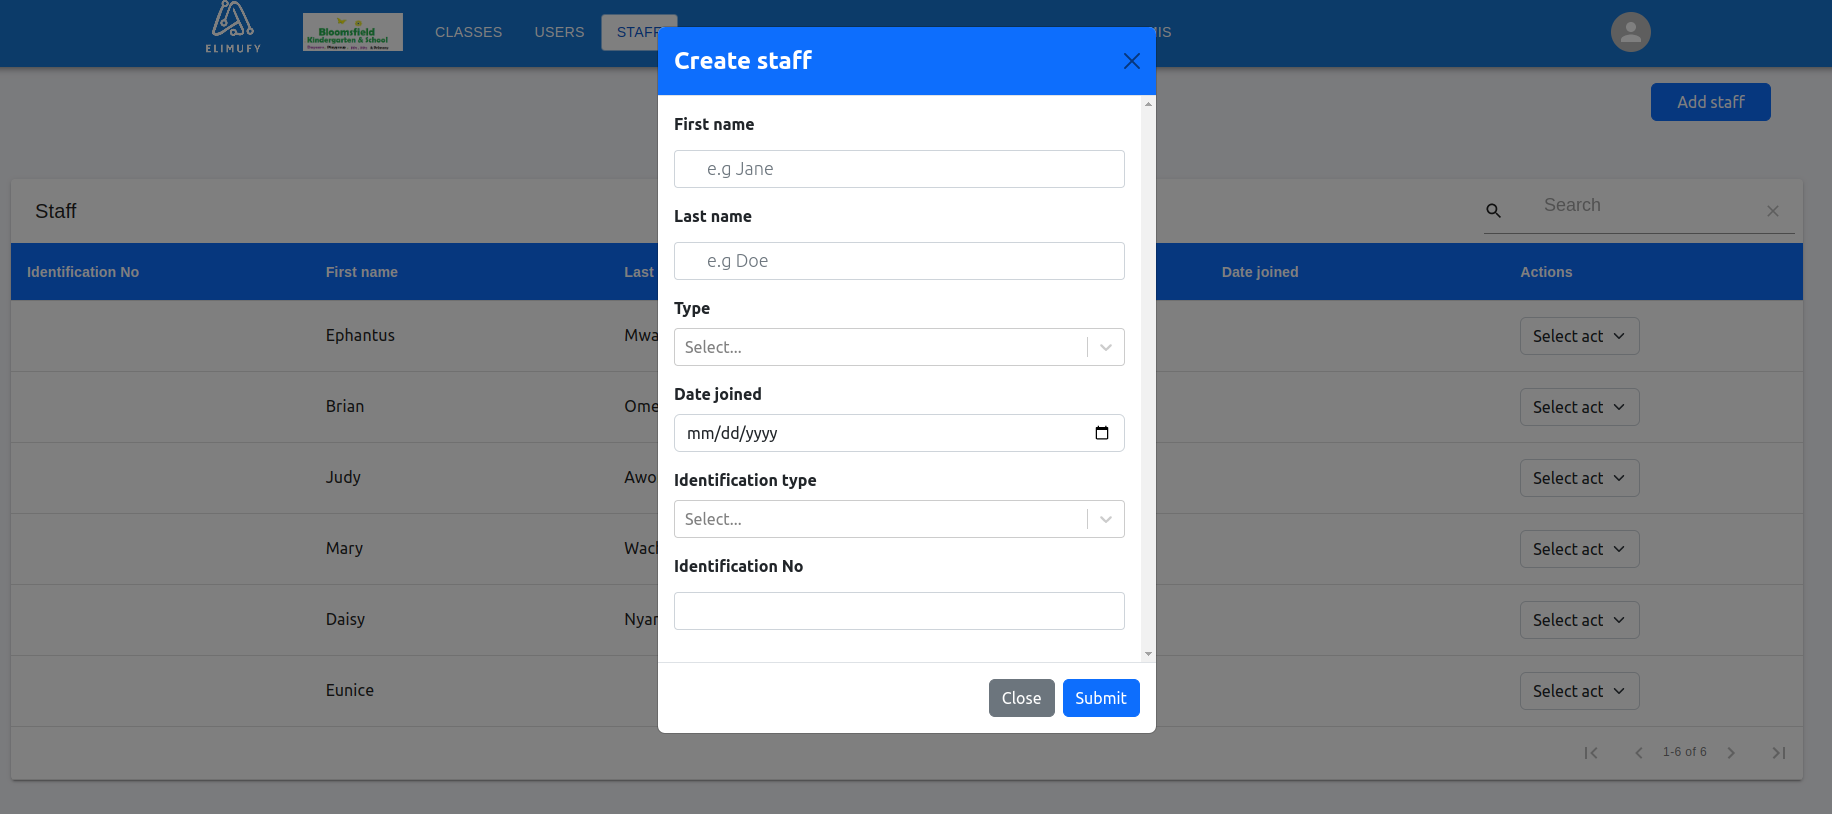 ELIMUFY
Bloomsfield
Kindergarten & School
CLASSES
USERS
STAFF
Create staff
Add staff
First name
e.g Jane
Last name
e.g Doe
Type
Select...
Date joined
mm/dd/yyyy
Identification type
Select...
Identification No
Close
Submit
Staff
Search
Identification No First name Last Date joined Actions
Ephantus Mwa Select act
Brian Ome Select act
Judy Awo Select act
Mary Select act
Daisy Nyar Select act
Eunice Select act
1-6 of 6